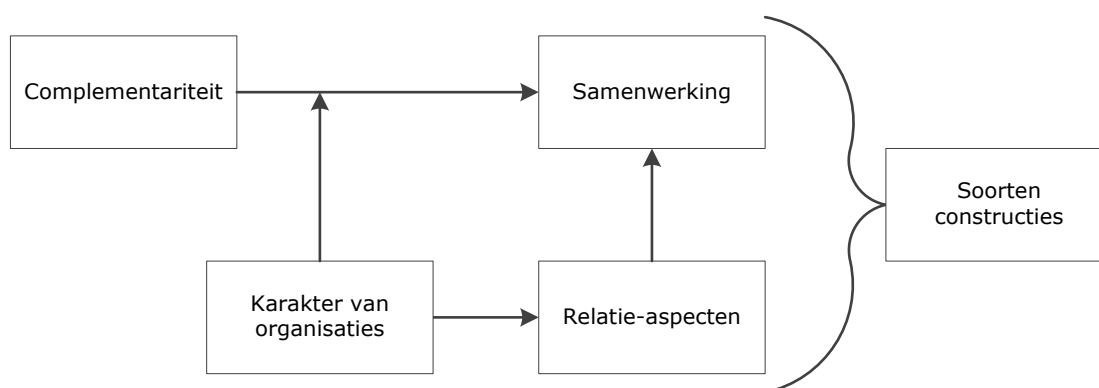 Complementariteit
Samenwerking
Soorten
constructies
Karakter van
organisaties
Relatie-aspecten